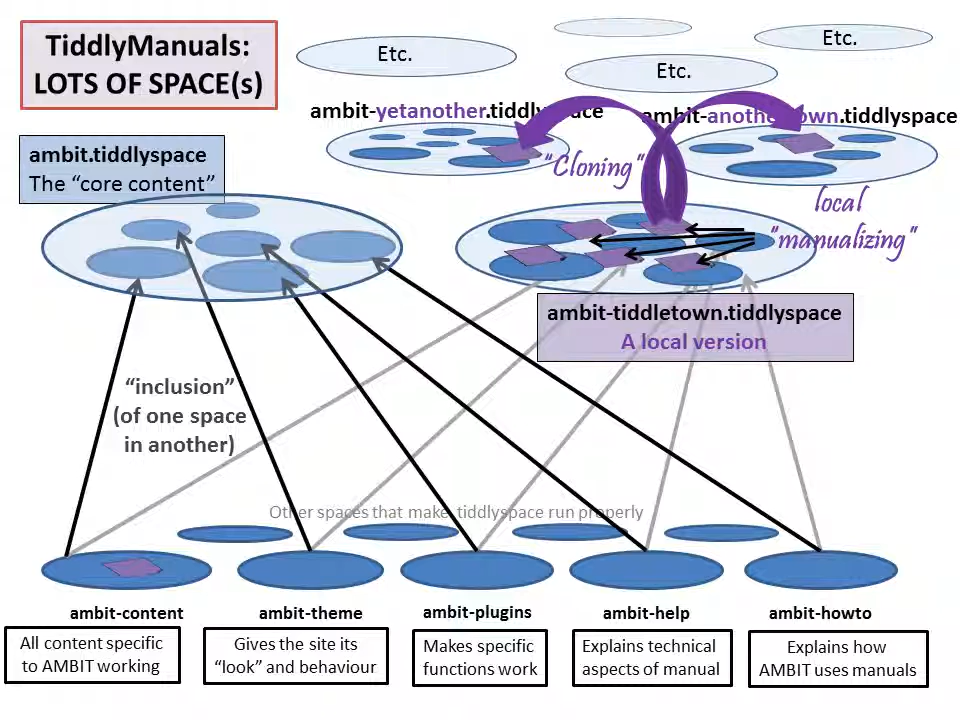 TiddlyManuals:
LOTS OF SPACE(s)
Etc.
Etc.
Etc.
ambit-yetanother.tiddlyspace
ambit-anothertown.tiddlyspace
ambit.tiddlyspace
The “core content”
“Cloning”
local
“manualizing”
ambit-tiddletown.tiddlyspace
A local version
“inclusion”
(of one space
in another)
Other spaces that make tiddlyspace run properly
ambit-content
ambit-theme
ambit-plugins
ambit-help
ambit-howto
All content specific
to AMBIT working
Gives the site its
“look” and behaviour
Makes specific
functions work
Explains technical
aspects of manual
Explains how
AMBIT uses manuals